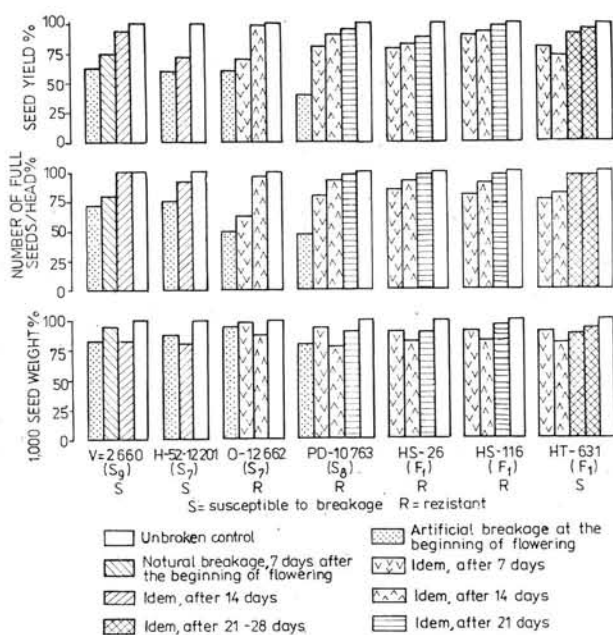 SEED YIELD %
100
75
50
25
0
NUMBER OF FULL
SEEDS/HEAD%
100
75
50
25
0
1,000 SEED WEIGHT%
100
75
50
25
0
V=2660 H-52-12201 O-12662 PD-10763 HS-26 HS-116 HT-631
(S9) (S7) (S7) (S8) (F1) (F1) (F1)
S S R R R R S
S= susceptible to breakage R = rezistant
Unbroken control
Natural breakage, 7 days after
the beginning of flowering
Idem, after 14 days
Idem, after 21-28 days
Artificial breakage at the
beginning of flowering
Idem, after 7 days
Idem, after 14 days
Idem, after 21 days